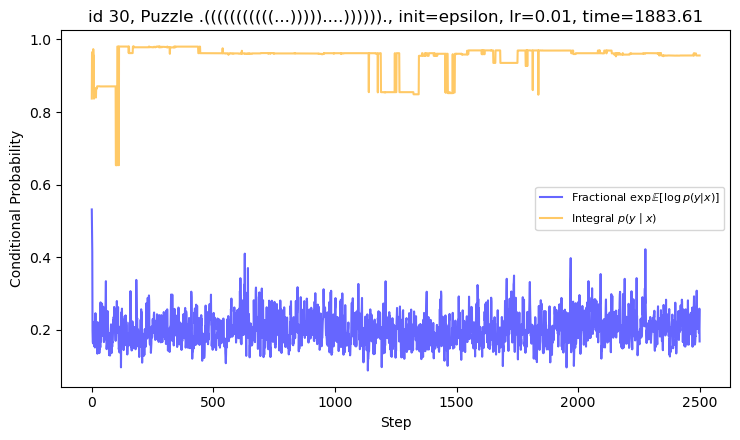 id 30, Puzzle .(((((((((((...)))))....))))))., init=epsilon, lr=0.01, time=1883.61
1.0
0.8
0.6
0.4
0.2
Conditional Probability
Fractional exp𝔼[log p(y|x)]
Integral p(y | x)
0
500
1000
1500
2000
2500
Step